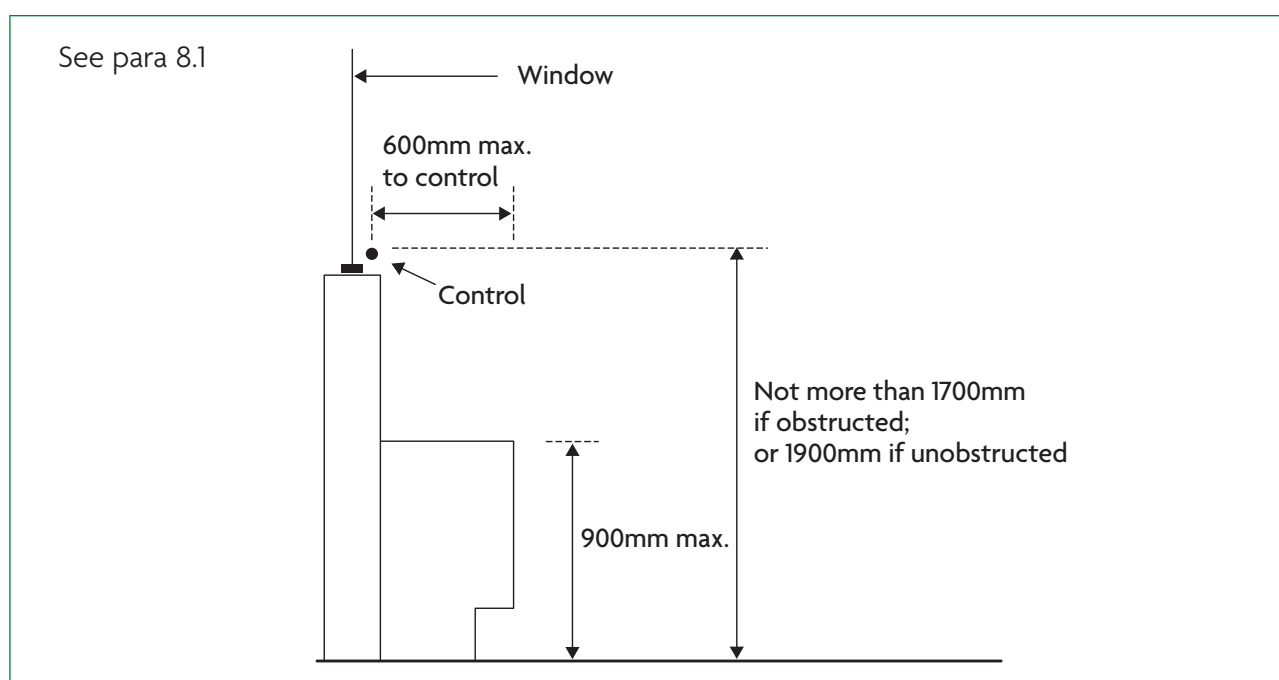 See para 8.1
Window
600mm max.
to control
Control
Not more than 1700mm
if obstructed;
or 1900mm if unobstructed
900mm max.